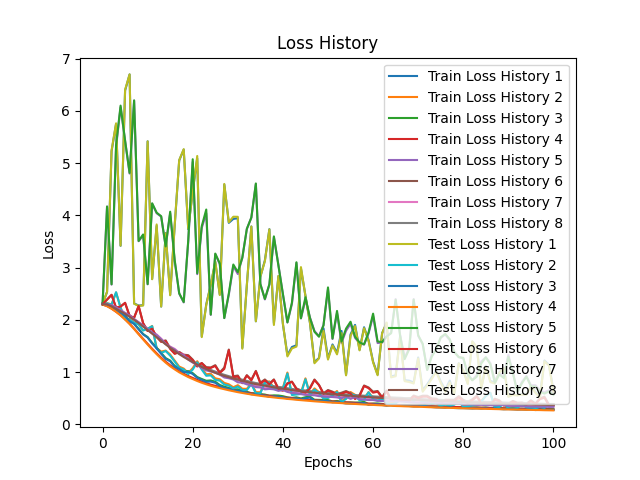 Loss History
7
6
5
4
3
2
1
0
Loss
0
20
40
60
80
100
Epochs
Train Loss History 1
Train Loss History 2
Train Loss History 3
Train Loss History 4
Train Loss History 5
Train Loss History 6
Train Loss History 7
Train Loss History 8
Test Loss History 1
Test Loss History 2
Test Loss History 3
Test Loss History 4
Test Loss History 5
Test Loss History 6
Test Loss History 7
Test Loss History 8